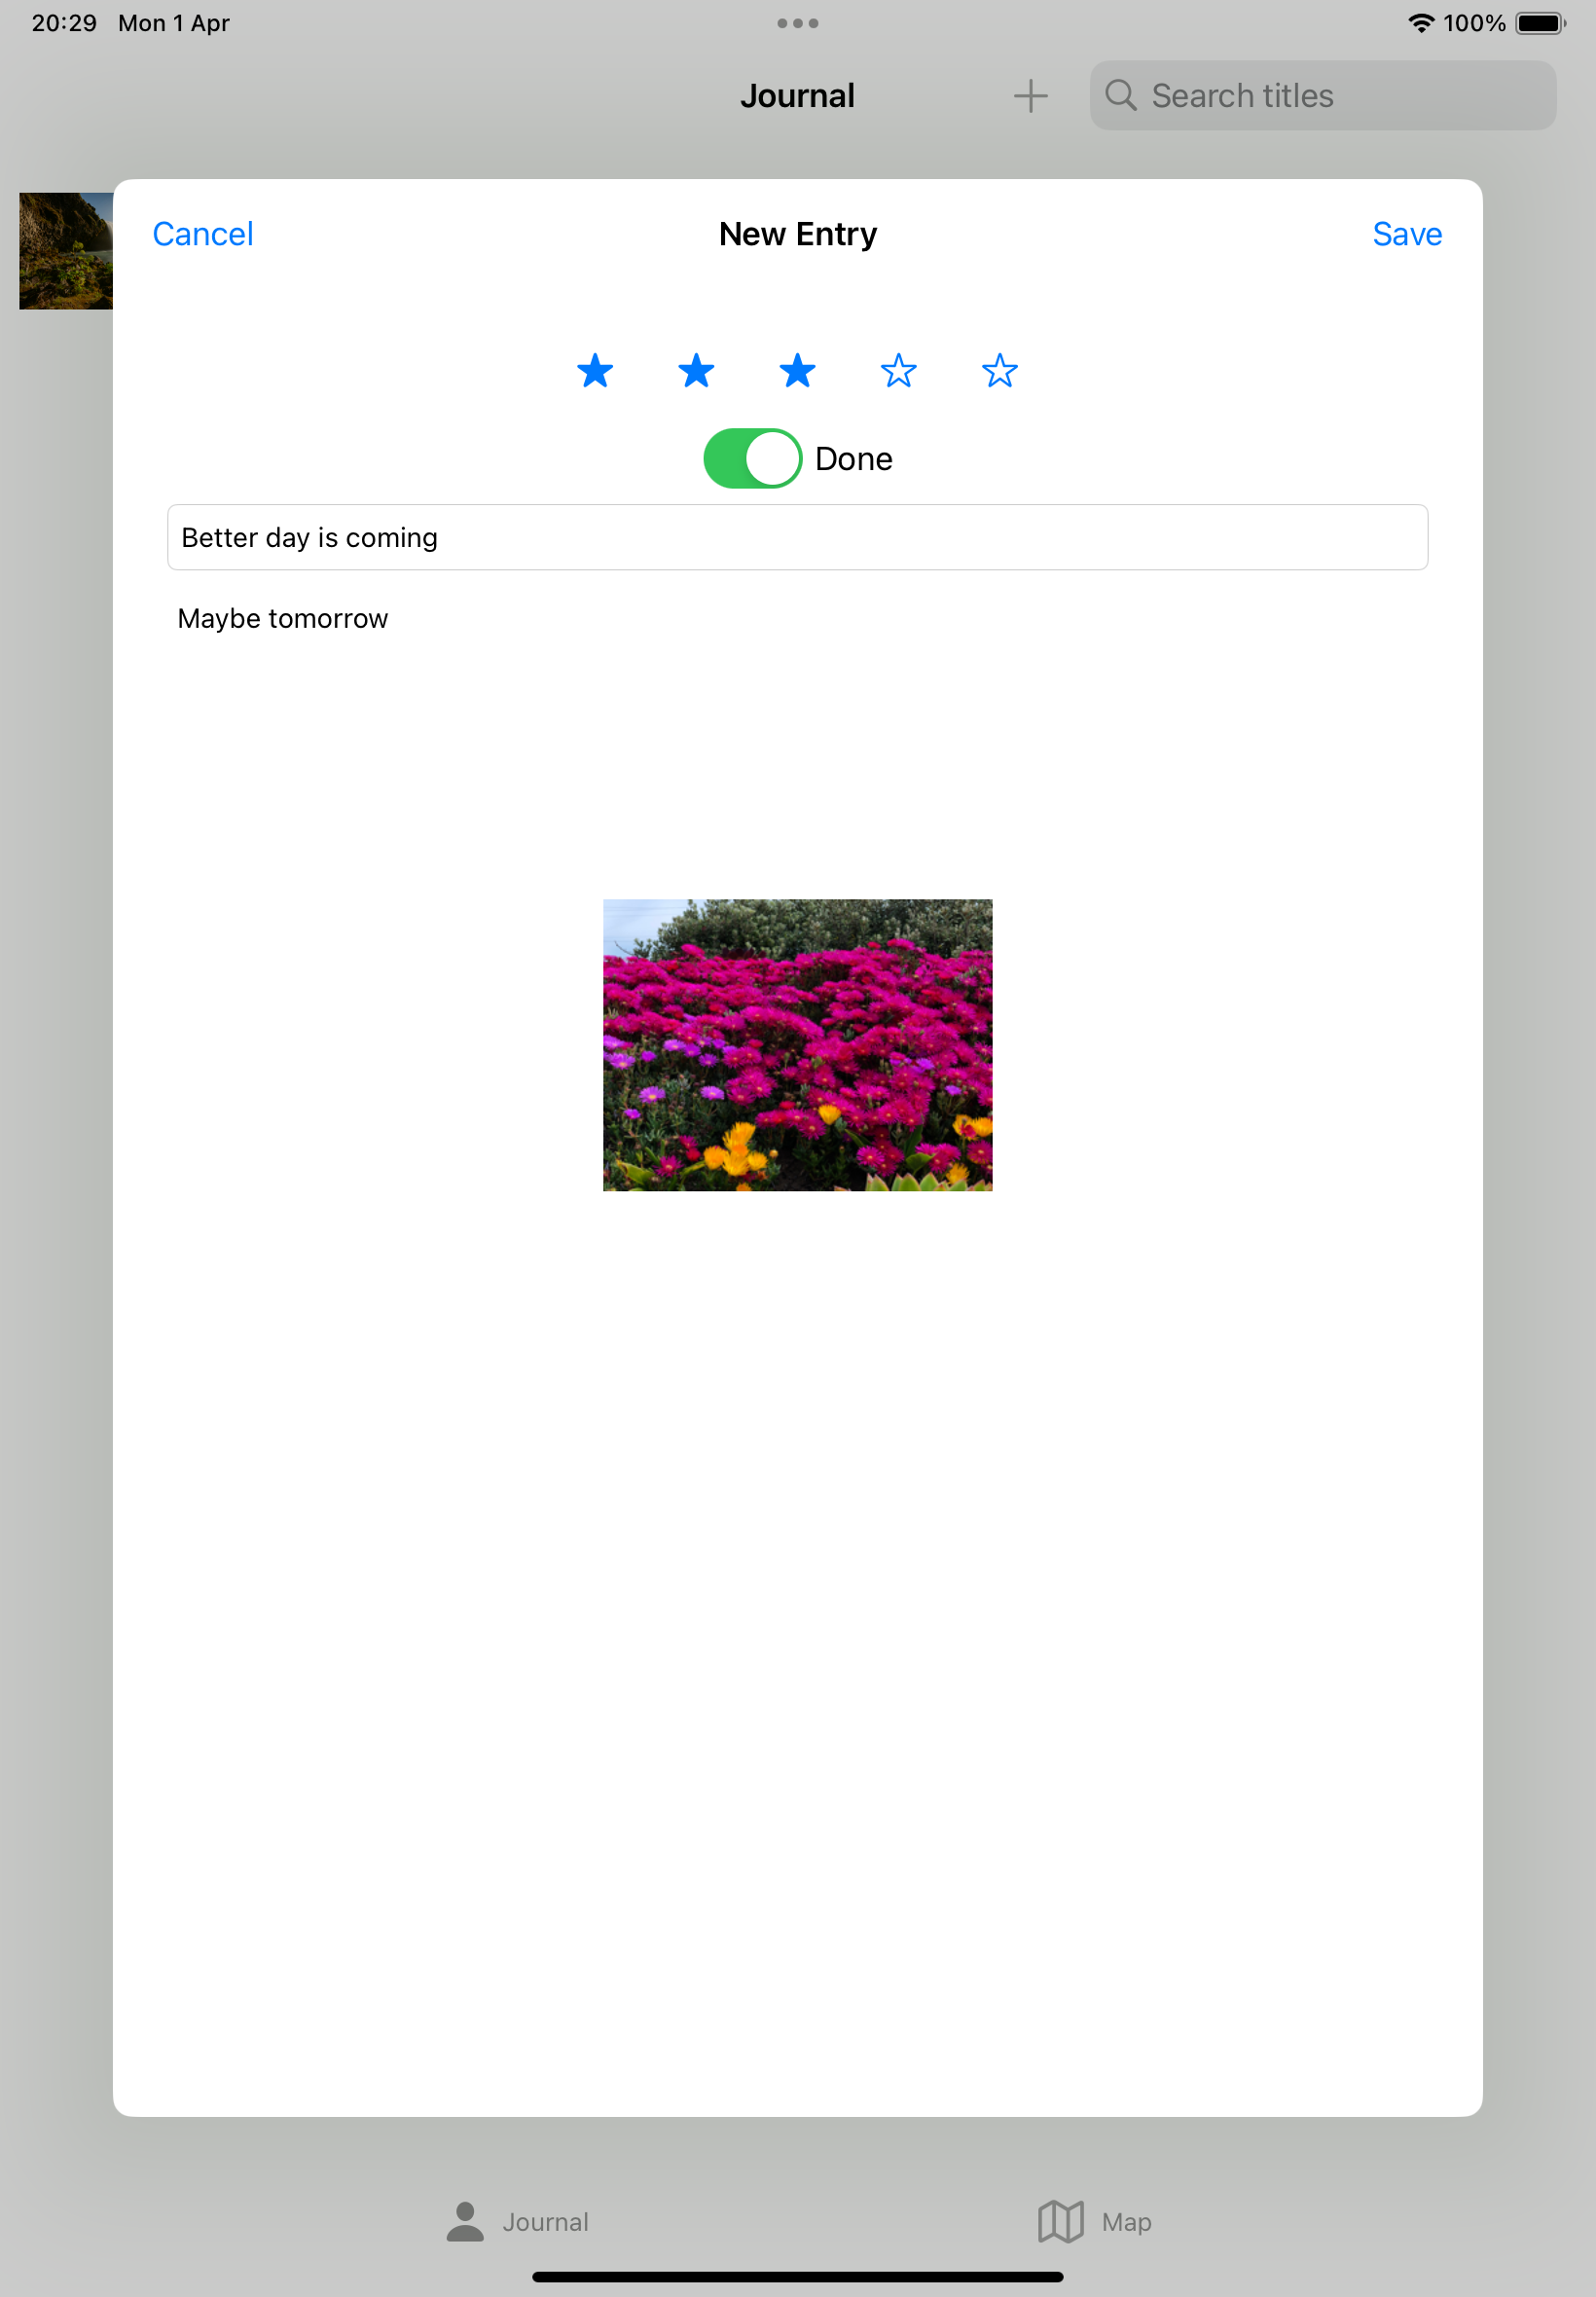 20:29 Mon 1 Apr 100%
Journal Search titles
Cancel New Entry Save
Done
Better day is coming
Maybe tomorrow
Journal Map